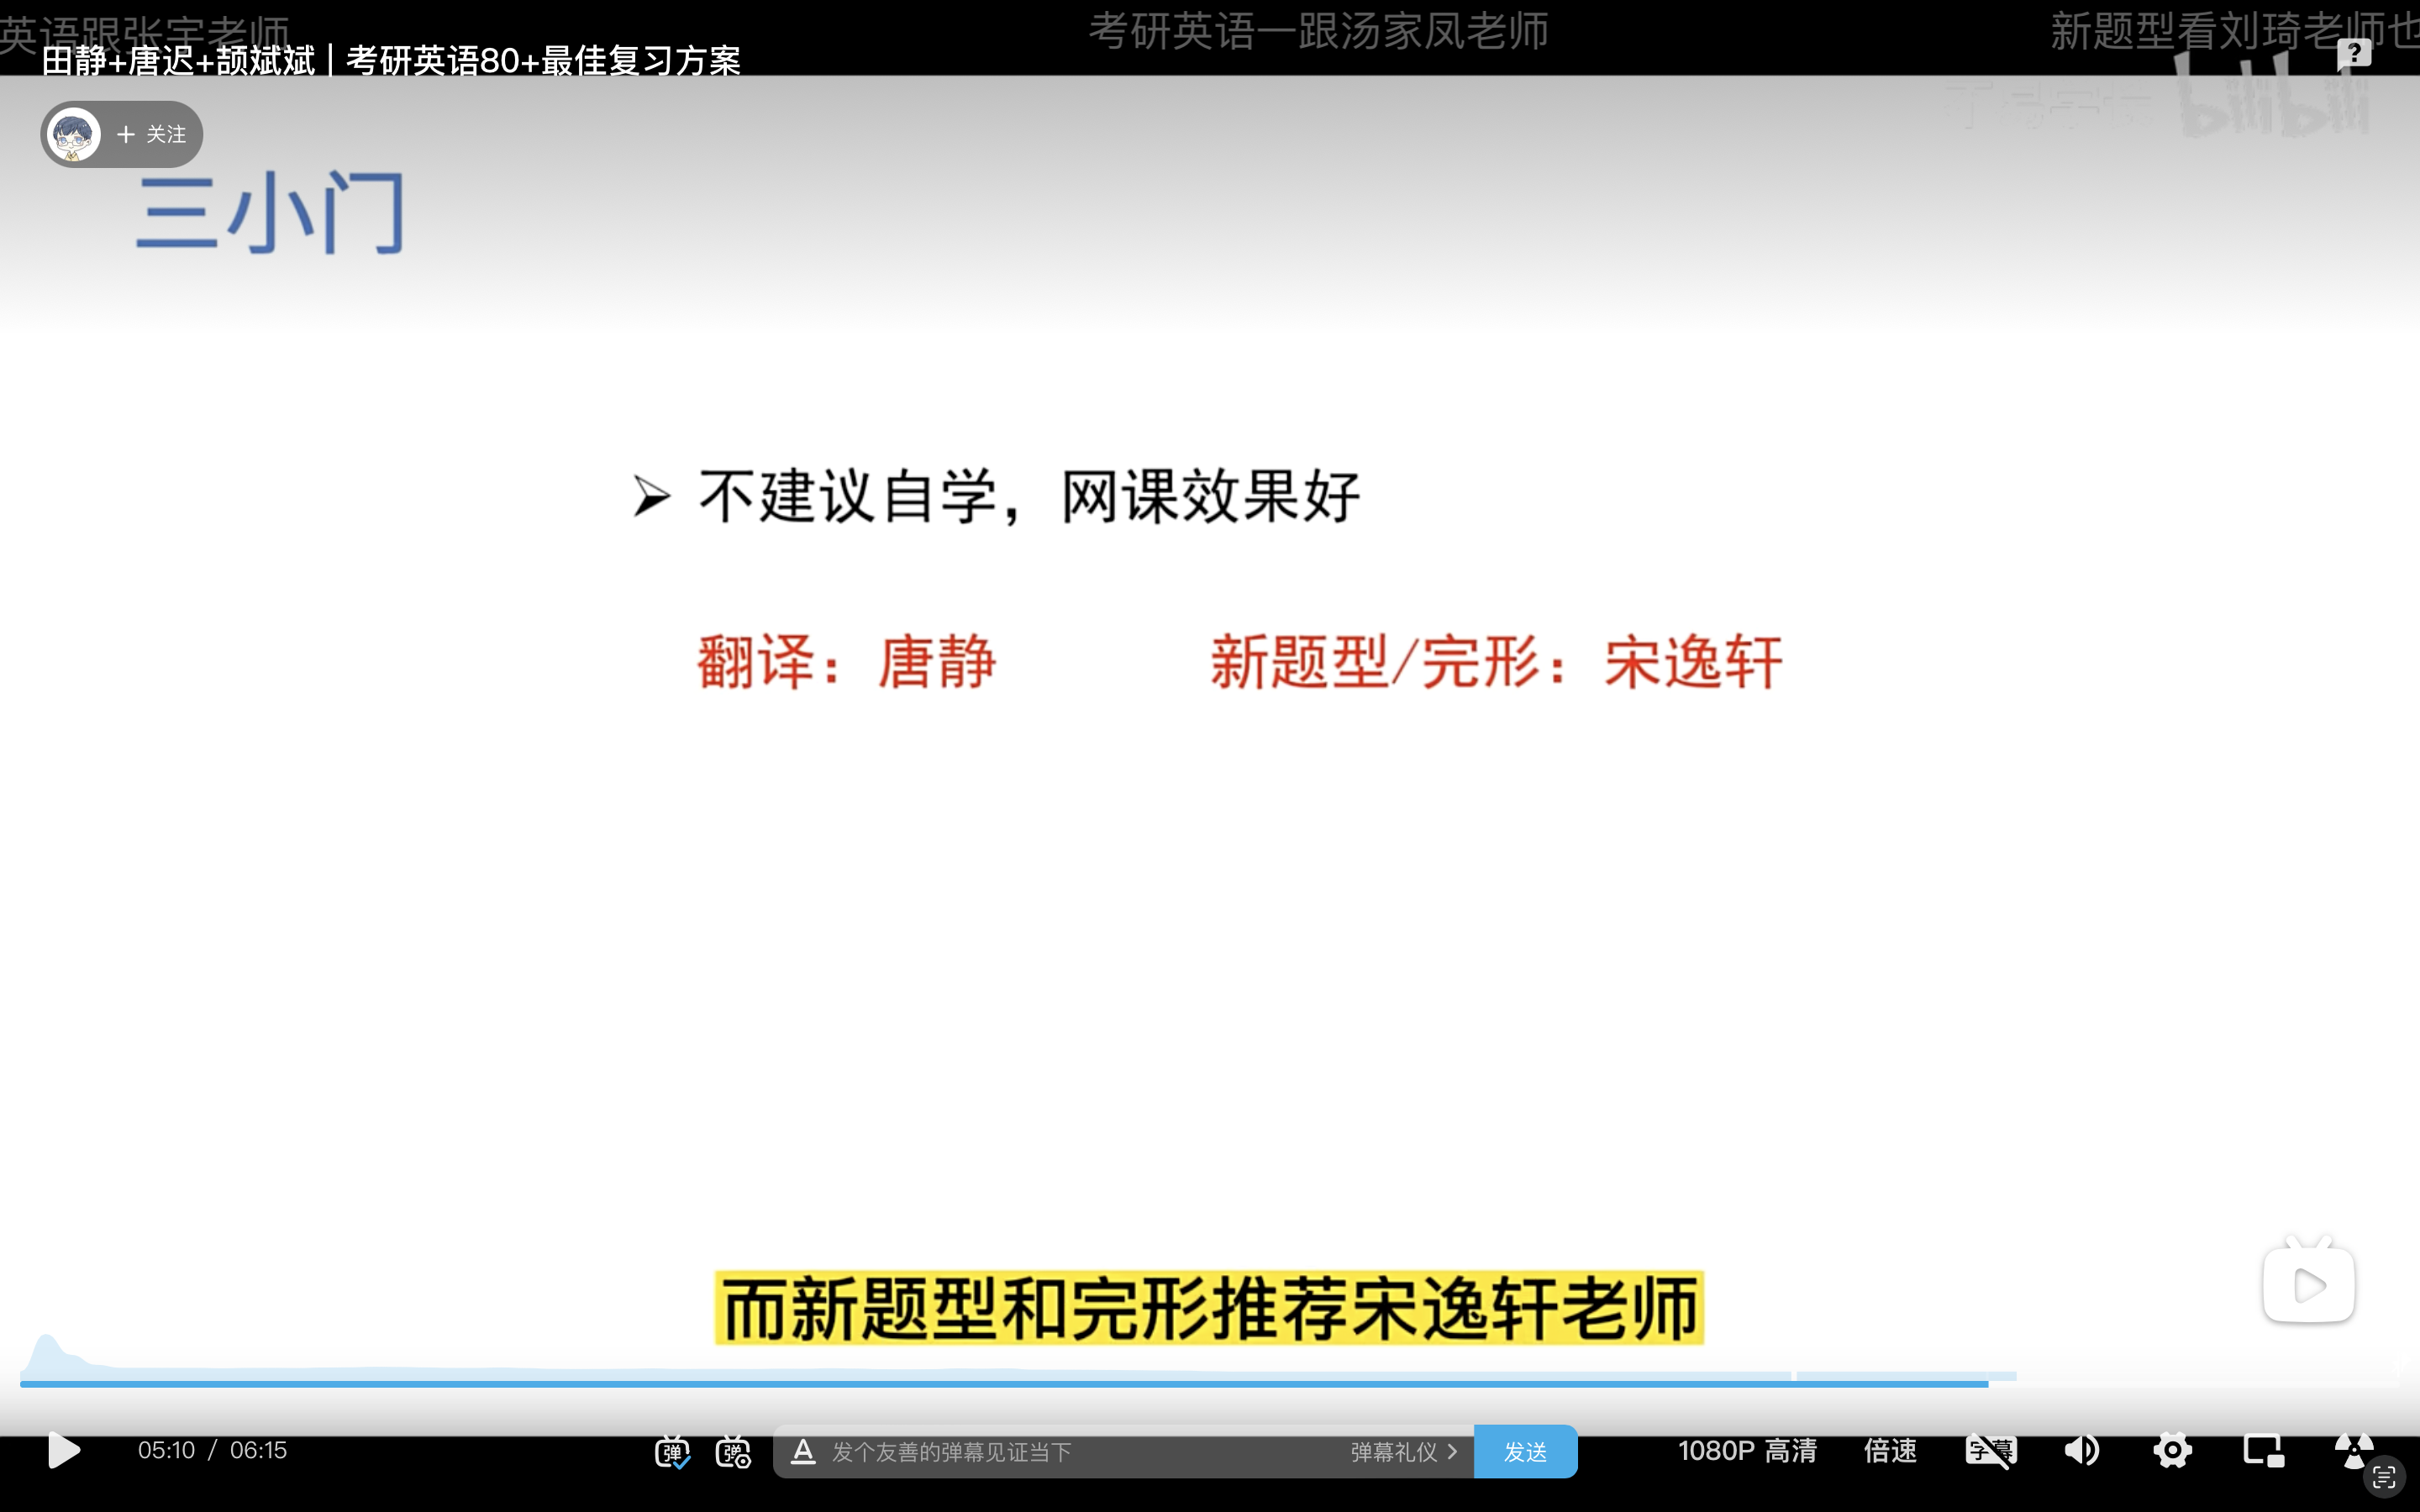 英语跟张宇老师
考研英语一跟汤家凤老师
新题型看刘琦老师也
田静+唐迟+颉斌斌 | 考研英语80+最佳复习方案
+ 关注
bilibili
三小门
➢ 不建议自学，网课效果好
翻译：唐静
新题型/完形：宋逸轩
而新题型和完形推荐宋逸轩老师
05:10 / 06:15
弹
弹
A
发个友善的弹幕见证当下
弹幕礼仪 >
发送
1080P 高清
倍速
字幕